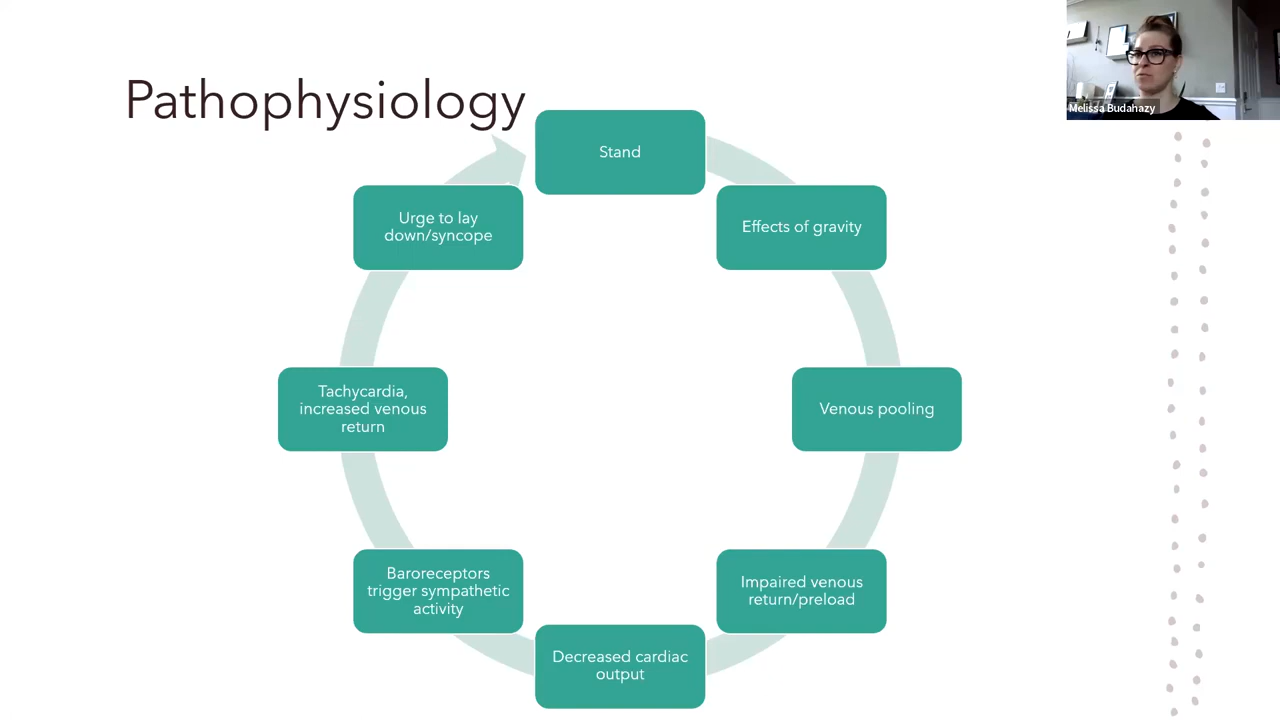 Pathophysiology
Melissa Budahazy
Stand
Effects of gravity
Venous pooling
Impaired venous
return/preload
Decreased cardiac
output
Baroreceptors
trigger sympathetic
activity
Tachycardia,
increased venous
return
Urge to lay
down/syncope